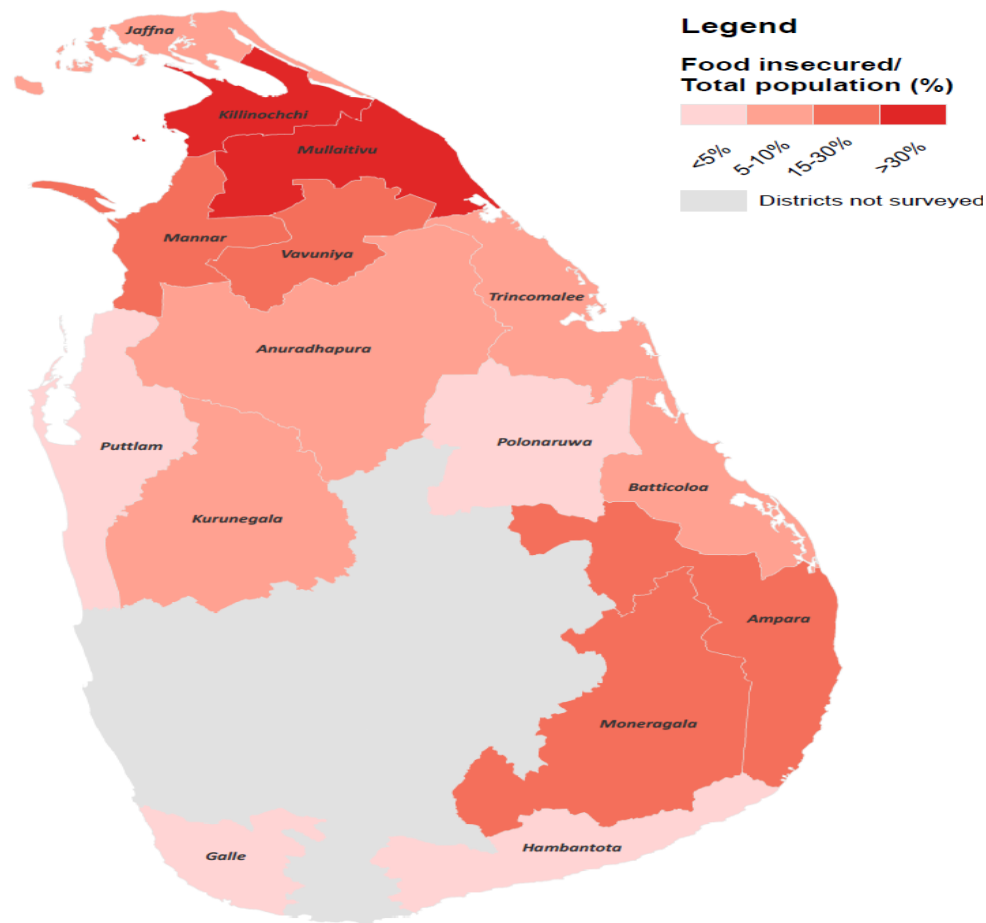 Legend
Food insecured/
Total population (%)
<5%
5-10%
15-30%
>30%
Districts not surveyed
Jaffna
Killinochchi
Mullaitivu
Mannar
Vavuniya
Trincomalee
Anuradhapura
Puttlam
Polonaruwa
Batticoloa
Kurunegala
Ampara
Moneragala
Hambantota
Galle